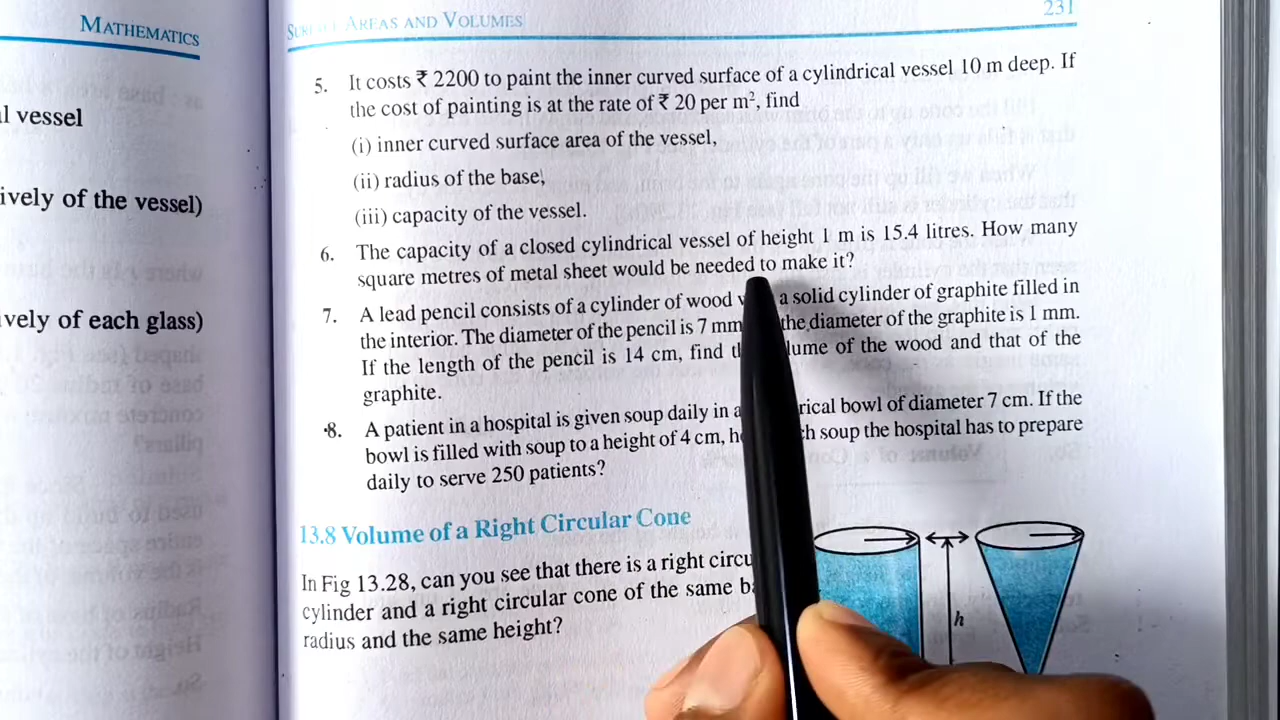 MATHEMATICS
l vessel
ively of the vessel)
vely of each glass)
AREAS AND VOLUMES
231
5. It costs ₹ 2200 to paint the inner curved surface of a cylindrical vessel 10 m deep. If
the cost of painting is at the rate of ₹ 20 per m², find
(i) inner curved surface area of the vessel,
(ii) radius of the base,
(iii) capacity of the vessel.
6. The capacity of a closed cylindrical vessel of height 1 m is 15.4 litres. How many
square metres of metal sheet would be needed to make it?
7. A lead pencil consists of a cylinder of wood a solid cylinder of graphite filled in
the interior. The diameter of the pencil is 7 mm the diameter of the graphite is 1 mm.
If the length of the pencil is 14 cm, find lume of the wood and that of the
graphite.
8. A patient in a hospital is given soup daily in a rical bowl of diameter 7 cm. If the
bowl is filled with soup to a height of 4 cm, h ch soup the hospital has to prepare
daily to serve 250 patients?
13.8 Volume of a Right Circular Cone
In Fig 13.28, can you see that there is a right circu
cylinder and a right circular cone of the same b
radius and the same height?
h